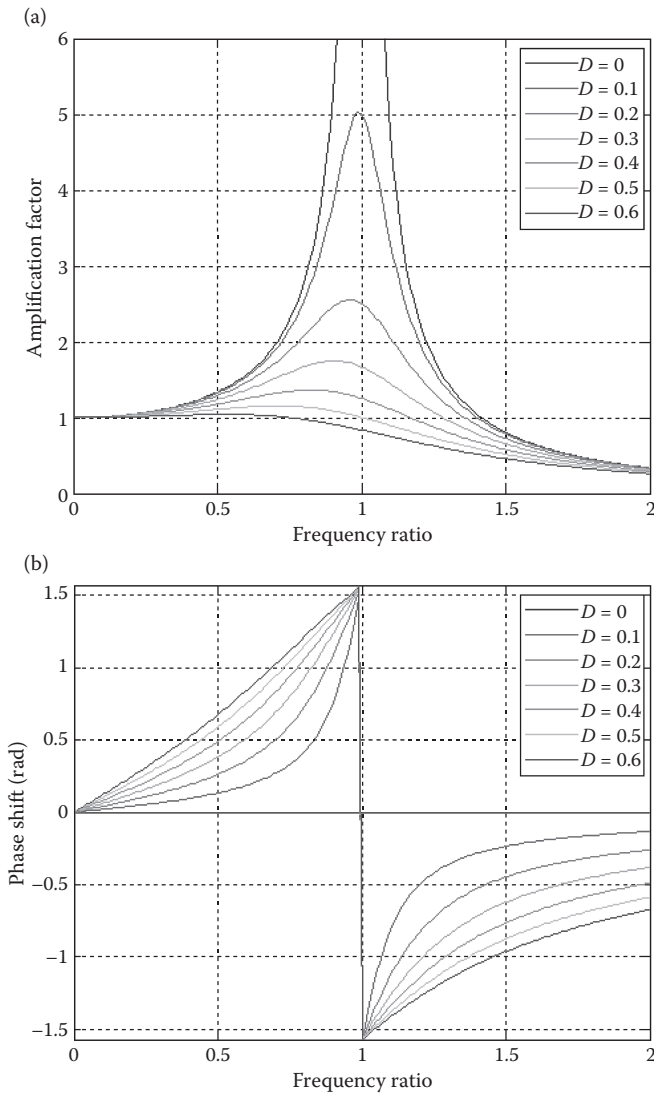 (a)
Amplification factor
6
5
4
3
2
1
0
0
0.5
1
1.5
2
Frequency ratio
D = 0
D = 0.1
D = 0.2
D = 0.3
D = 0.4
D = 0.5
D = 0.6
(b)
Phase shift (rad)
1.5
1
0.5
0
−0.5
−1
−1.5
0
0.5
1
1.5
2
Frequency ratio
D = 0
D = 0.1
D = 0.2
D = 0.3
D = 0.4
D = 0.5
D = 0.6